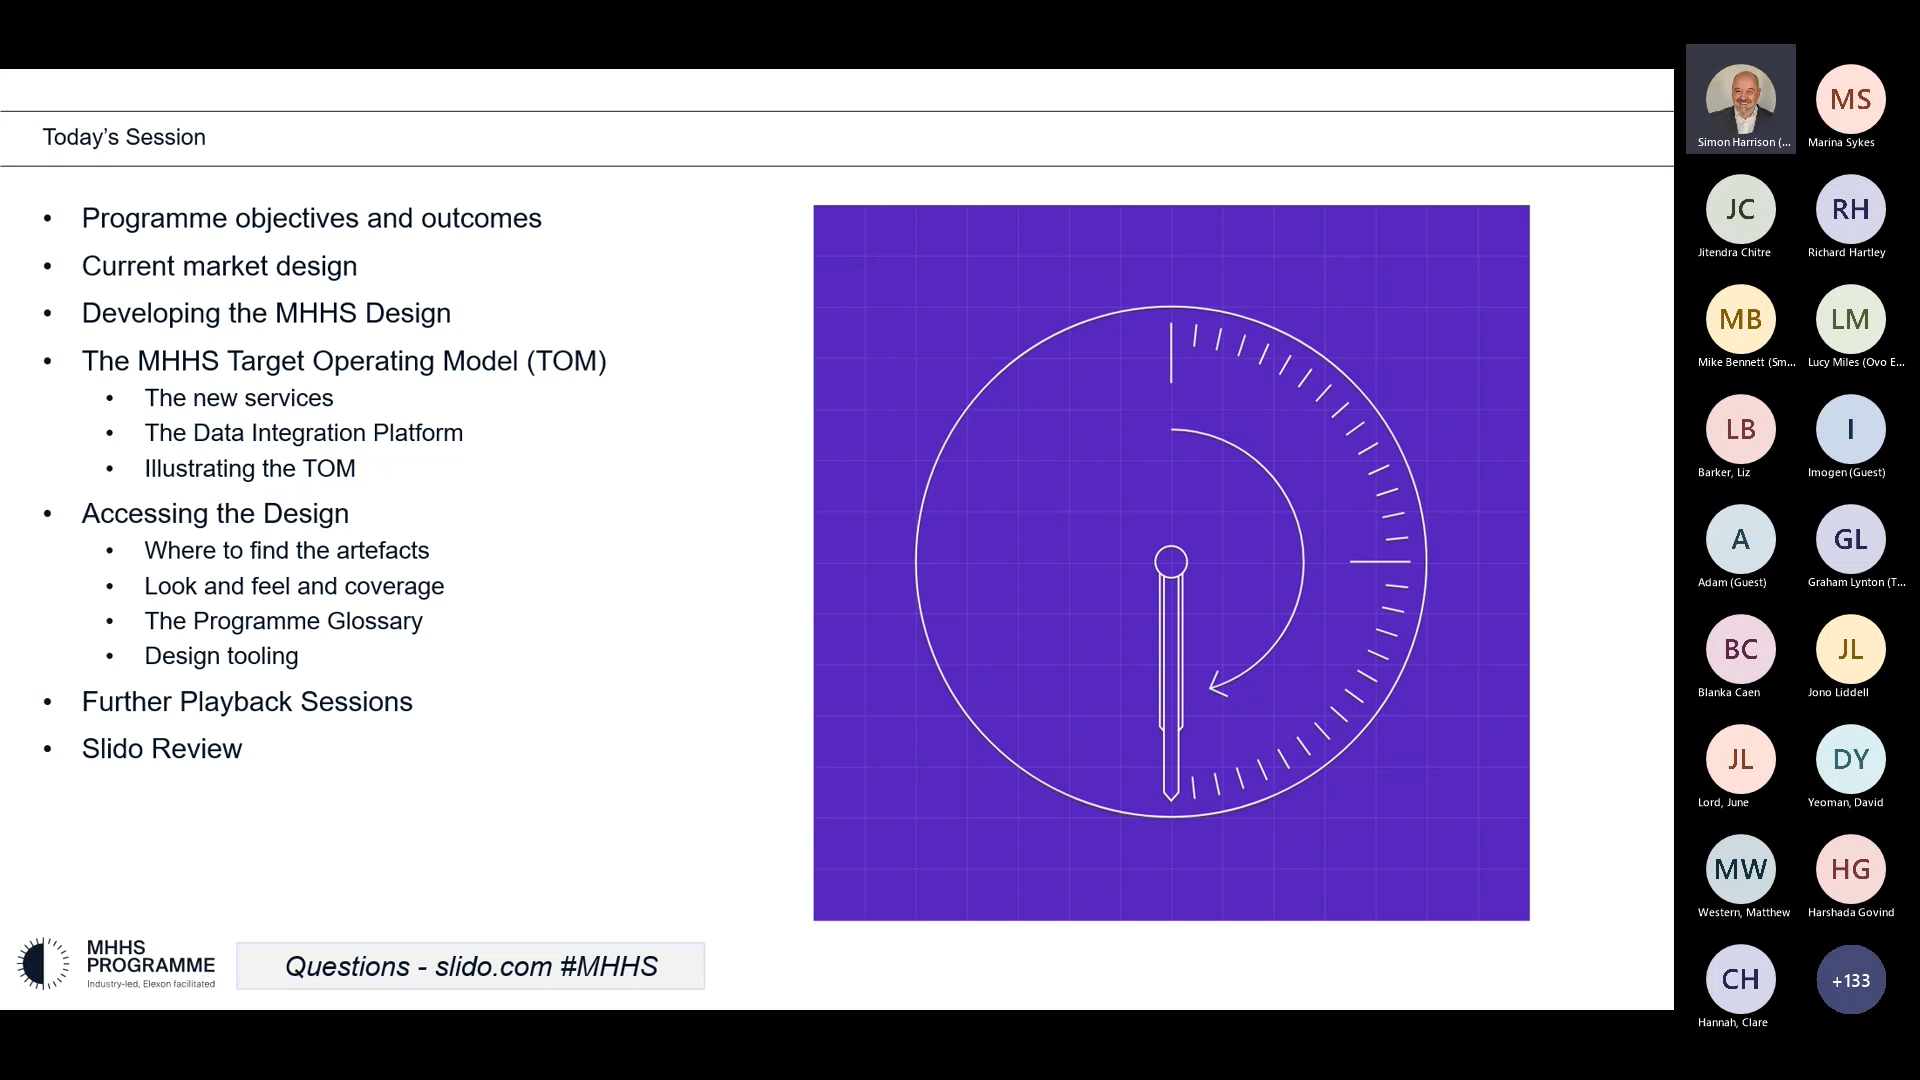 Today's Session
• Programme objectives and outcomes
• Current market design
• Developing the MHHS Design
• The MHHS Target Operating Model (TOM)
• The new services
• The Data Integration Platform
• Illustrating the TOM
• Accessing the Design
• Where to find the artefacts
• Look and feel and coverage
• The Programme Glossary
• Design tooling
• Further Playback Sessions
• Slido Review
MHHS
PROGRAMME
Industry-led, Elexon facilitated
Questions - slido.com #MHHS
Simon Harrison (...
MS
Marina Sykes
JC
Jitendra Chitre
RH
Richard Hartley
MB
Mike Bennett (Sm...
LM
Lucy Miles (Ovo E...
LB
Barker, Liz
I
Imogen (Guest)
A
Adam (Guest)
GL
Graham Lynton (T...
BC
Blanka Caen
JL
Jono Liddell
JL
Lord, June
DY
Yeoman, David
MW
Western, Matthew
HG
Harshada Govind
CH
Hannah, Clare
+133